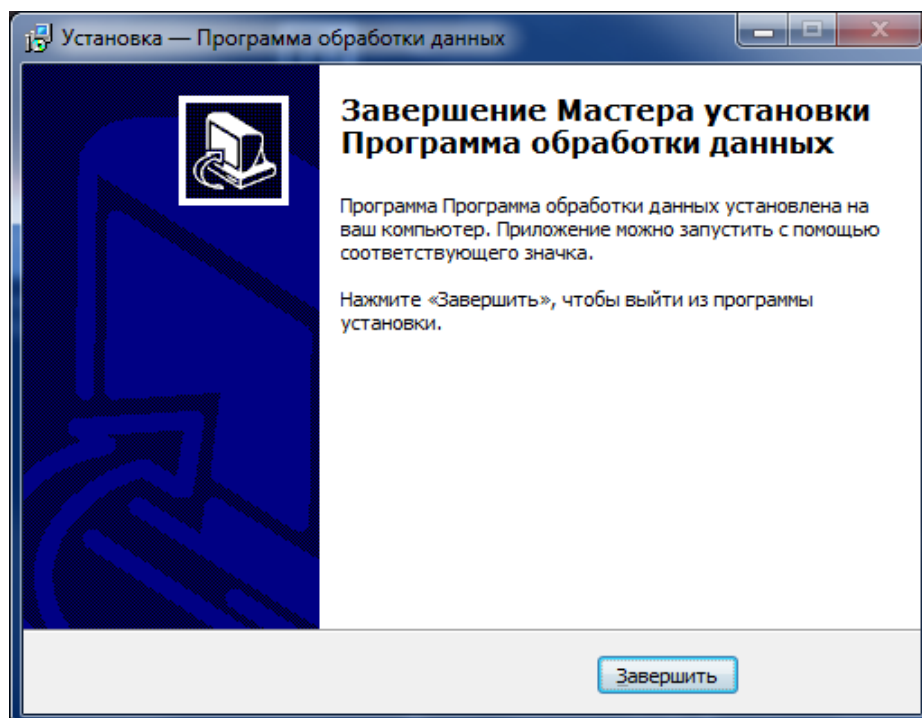 Установка — Программа обработки данных
Завершение Мастера установки
Программа обработки данных
Программа Программа обработки данных установлена на
ваш компьютер. Приложение можно запустить с помощью
соответствующего значка.
Нажмите «Завершить», чтобы выйти из программы
установки.
Завершить